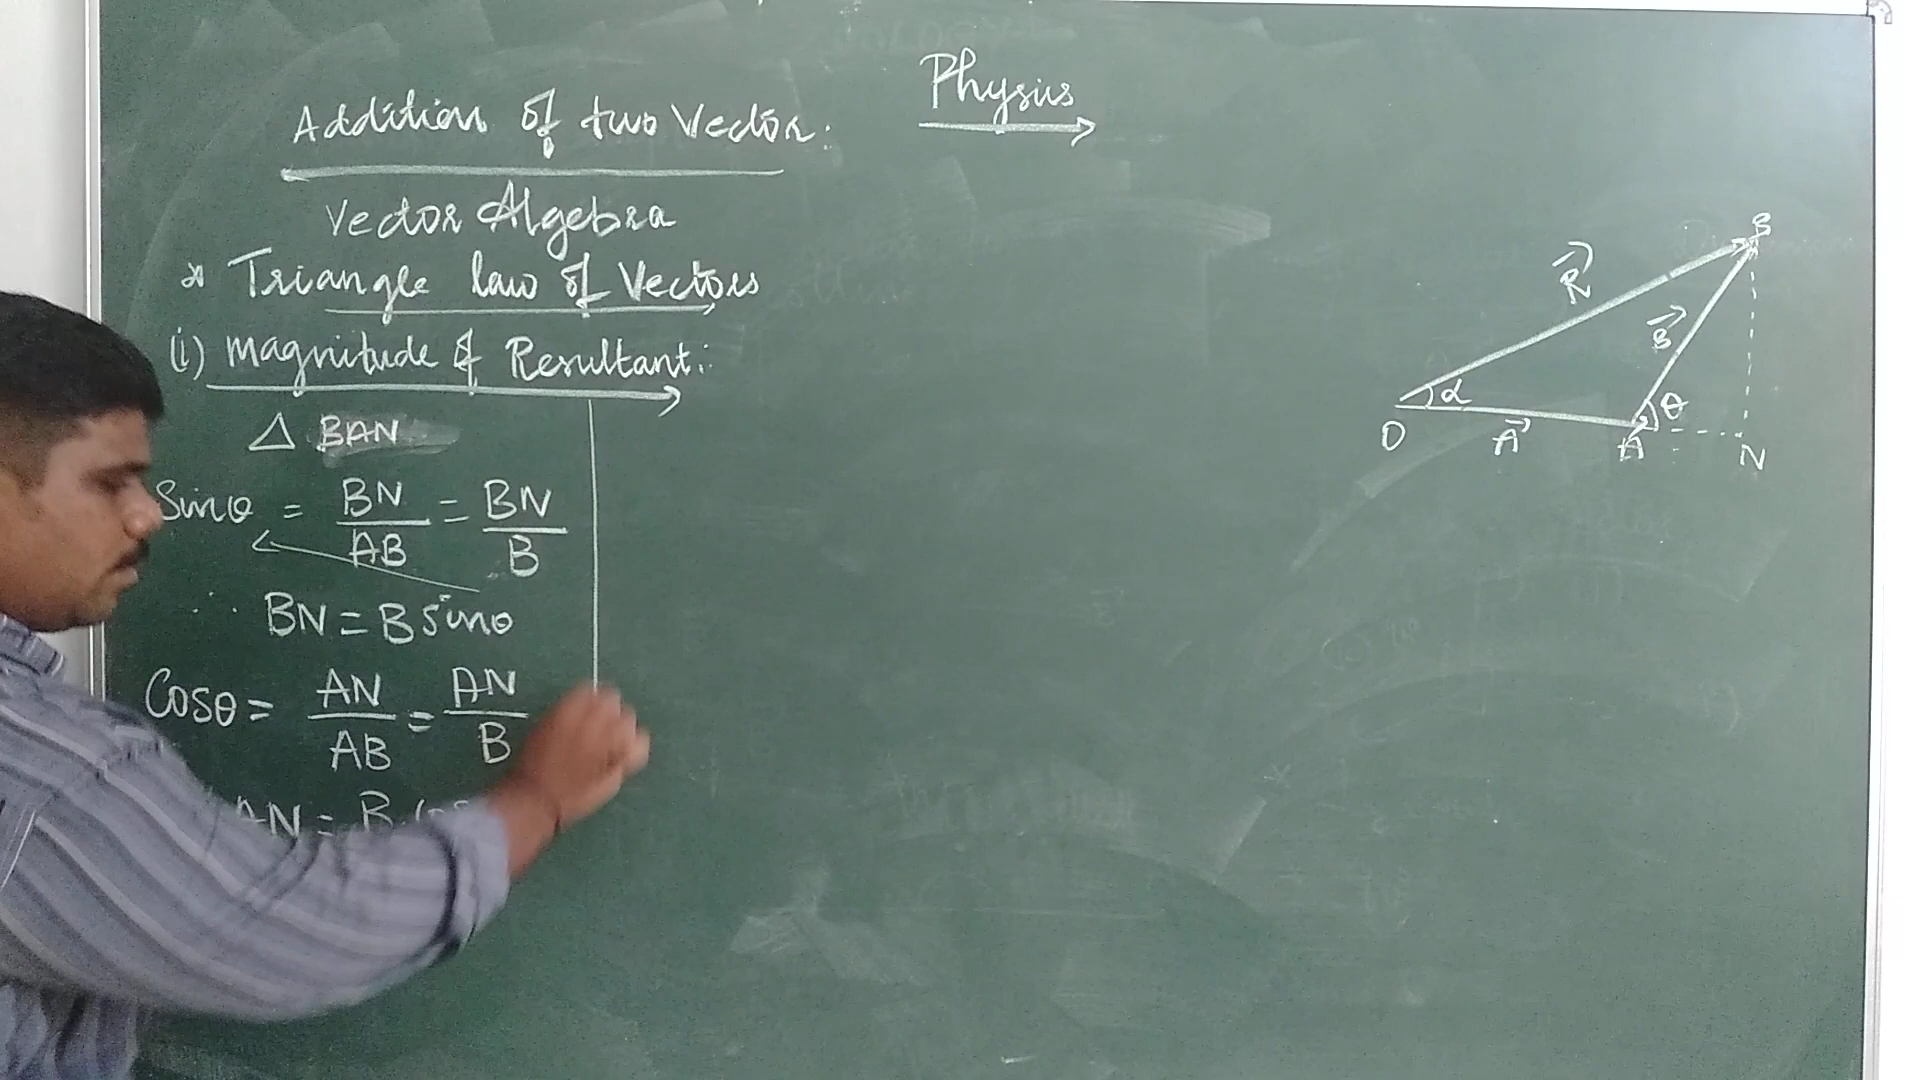 Physics
Addition of two Vector.
Vector Algebra
* Triangle law of Vectors
(i) magnitude of Resultant:
△ BAN
Sinθ = BN/AB = BN/B
∴ BN = B sinθ
Cosθ = AN/AB = AN/B
AN = B Cos
B
R⃗
B⃗
α
θ
O
A⃗
A
N